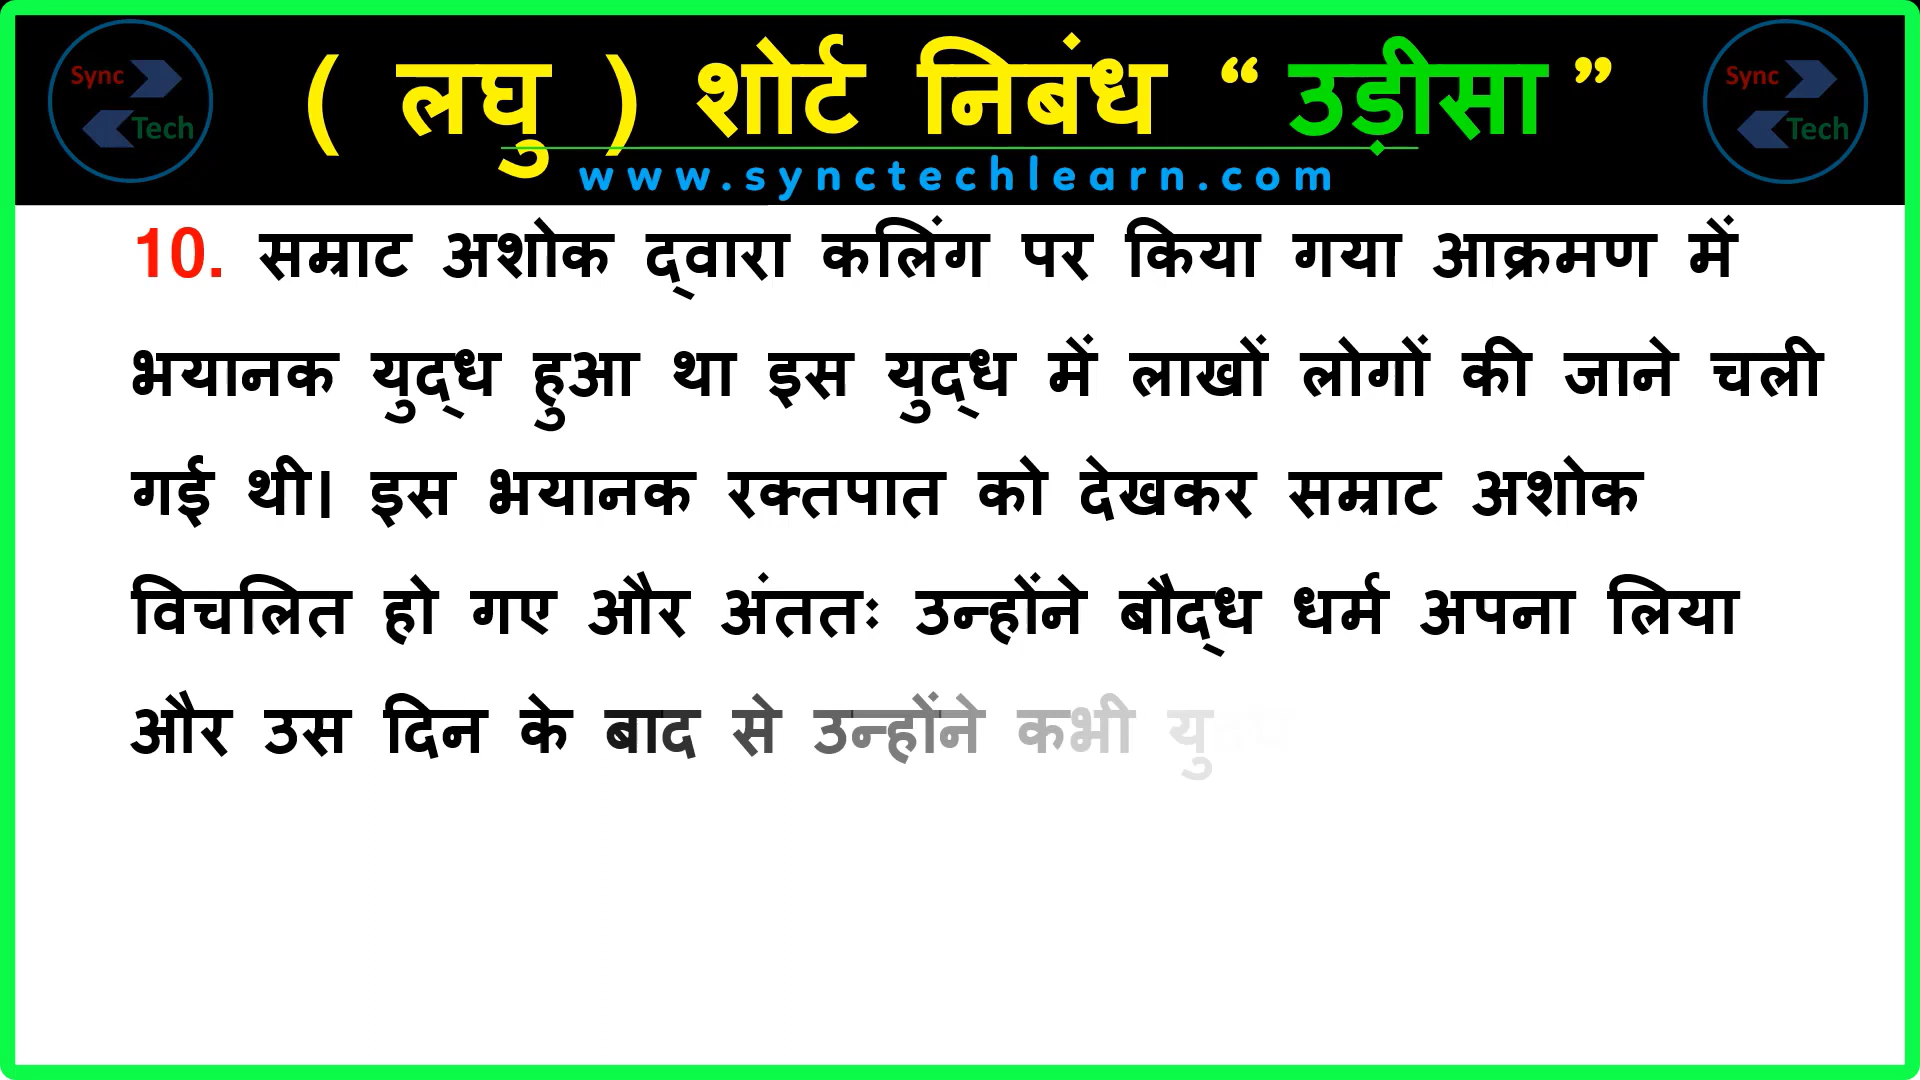 Sync Tech
( लघु ) शोर्ट निबंध “ उडीसा ”
Sync Tech
www.synctechlearn.com
10. सम्राट अशोक द्वारा कलिंग पर किया गया आक्रमण में
भयानक युद्ध हुआ था इस युद्ध में लाखों लोगों की जाने चली
गई थी। इस भयानक रक्तपात को देखकर सम्राट अशोक
विचलित हो गए और अंततः उन्होंने बौद्ध धर्म अपना लिया
और उस दिन के बाद से उन्होंने कभी